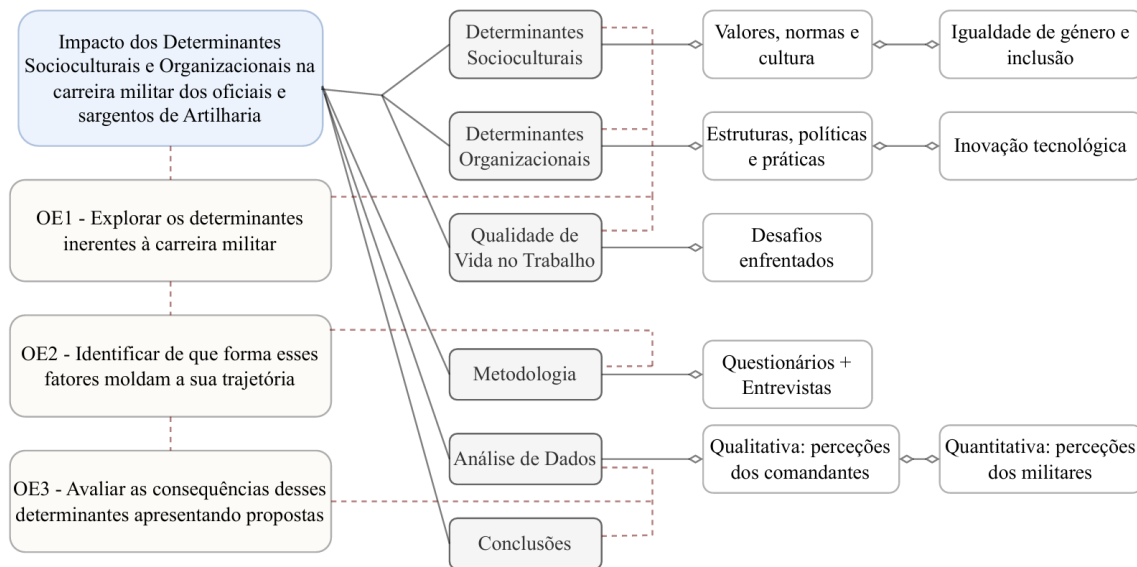 Impacto dos Determinantes
Socioculturais e Organizacionais na
carreira militar dos oficiais e
sargentos de Artilharia
OE1 - Explorar os determinantes
inerentes à carreira militar
OE2 - Identificar de que forma esses
fatores moldam a sua trajetória
OE3 - Avaliar as consequências desses
determinantes apresentando propostas
Determinantes
Socioculturais
Valores, normas e
cultura
Igualdade de género e
inclusão
Determinantes
Organizacionais
Estruturas, políticas
e práticas
Inovação tecnológica
Qualidade de
Vida no Trabalho
Desafios
enfrentados
Metodologia
Questionários +
Entrevistas
Análise de Dados
Qualitativa: perceções
dos comandantes
Quantitativa: perceções
dos militares
Conclusões